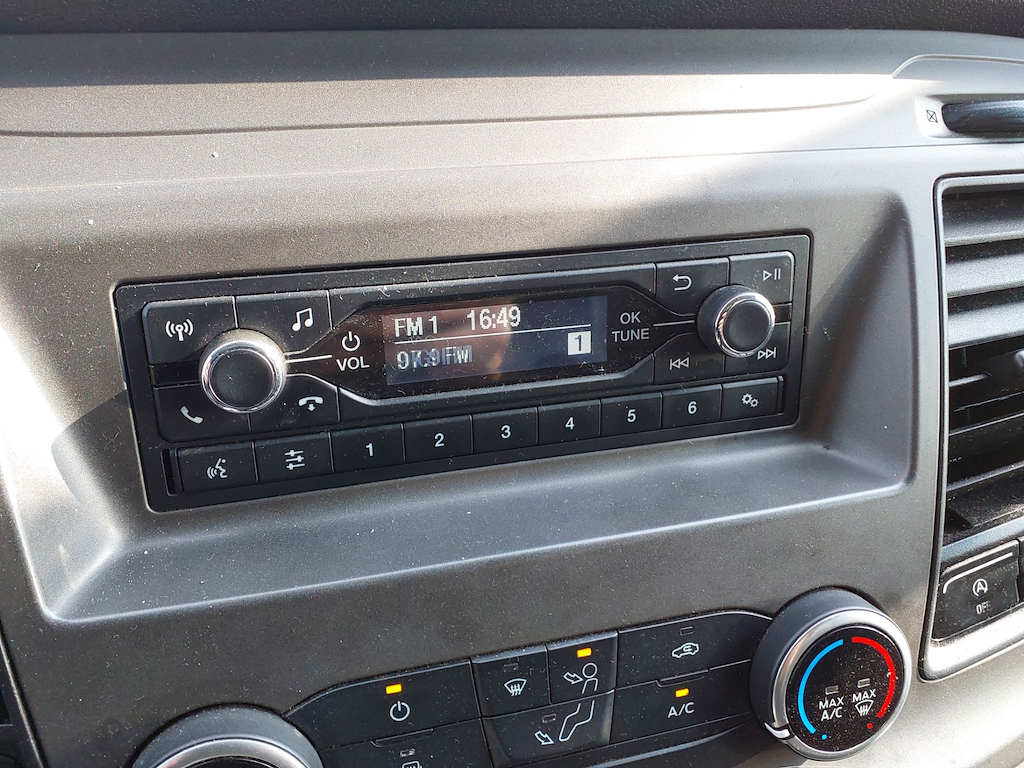 FM 1 16:49
1
VOL
OK
TUNE
1 2 3 4 5 6
OFF
A/C
MAX
A/C
MAX